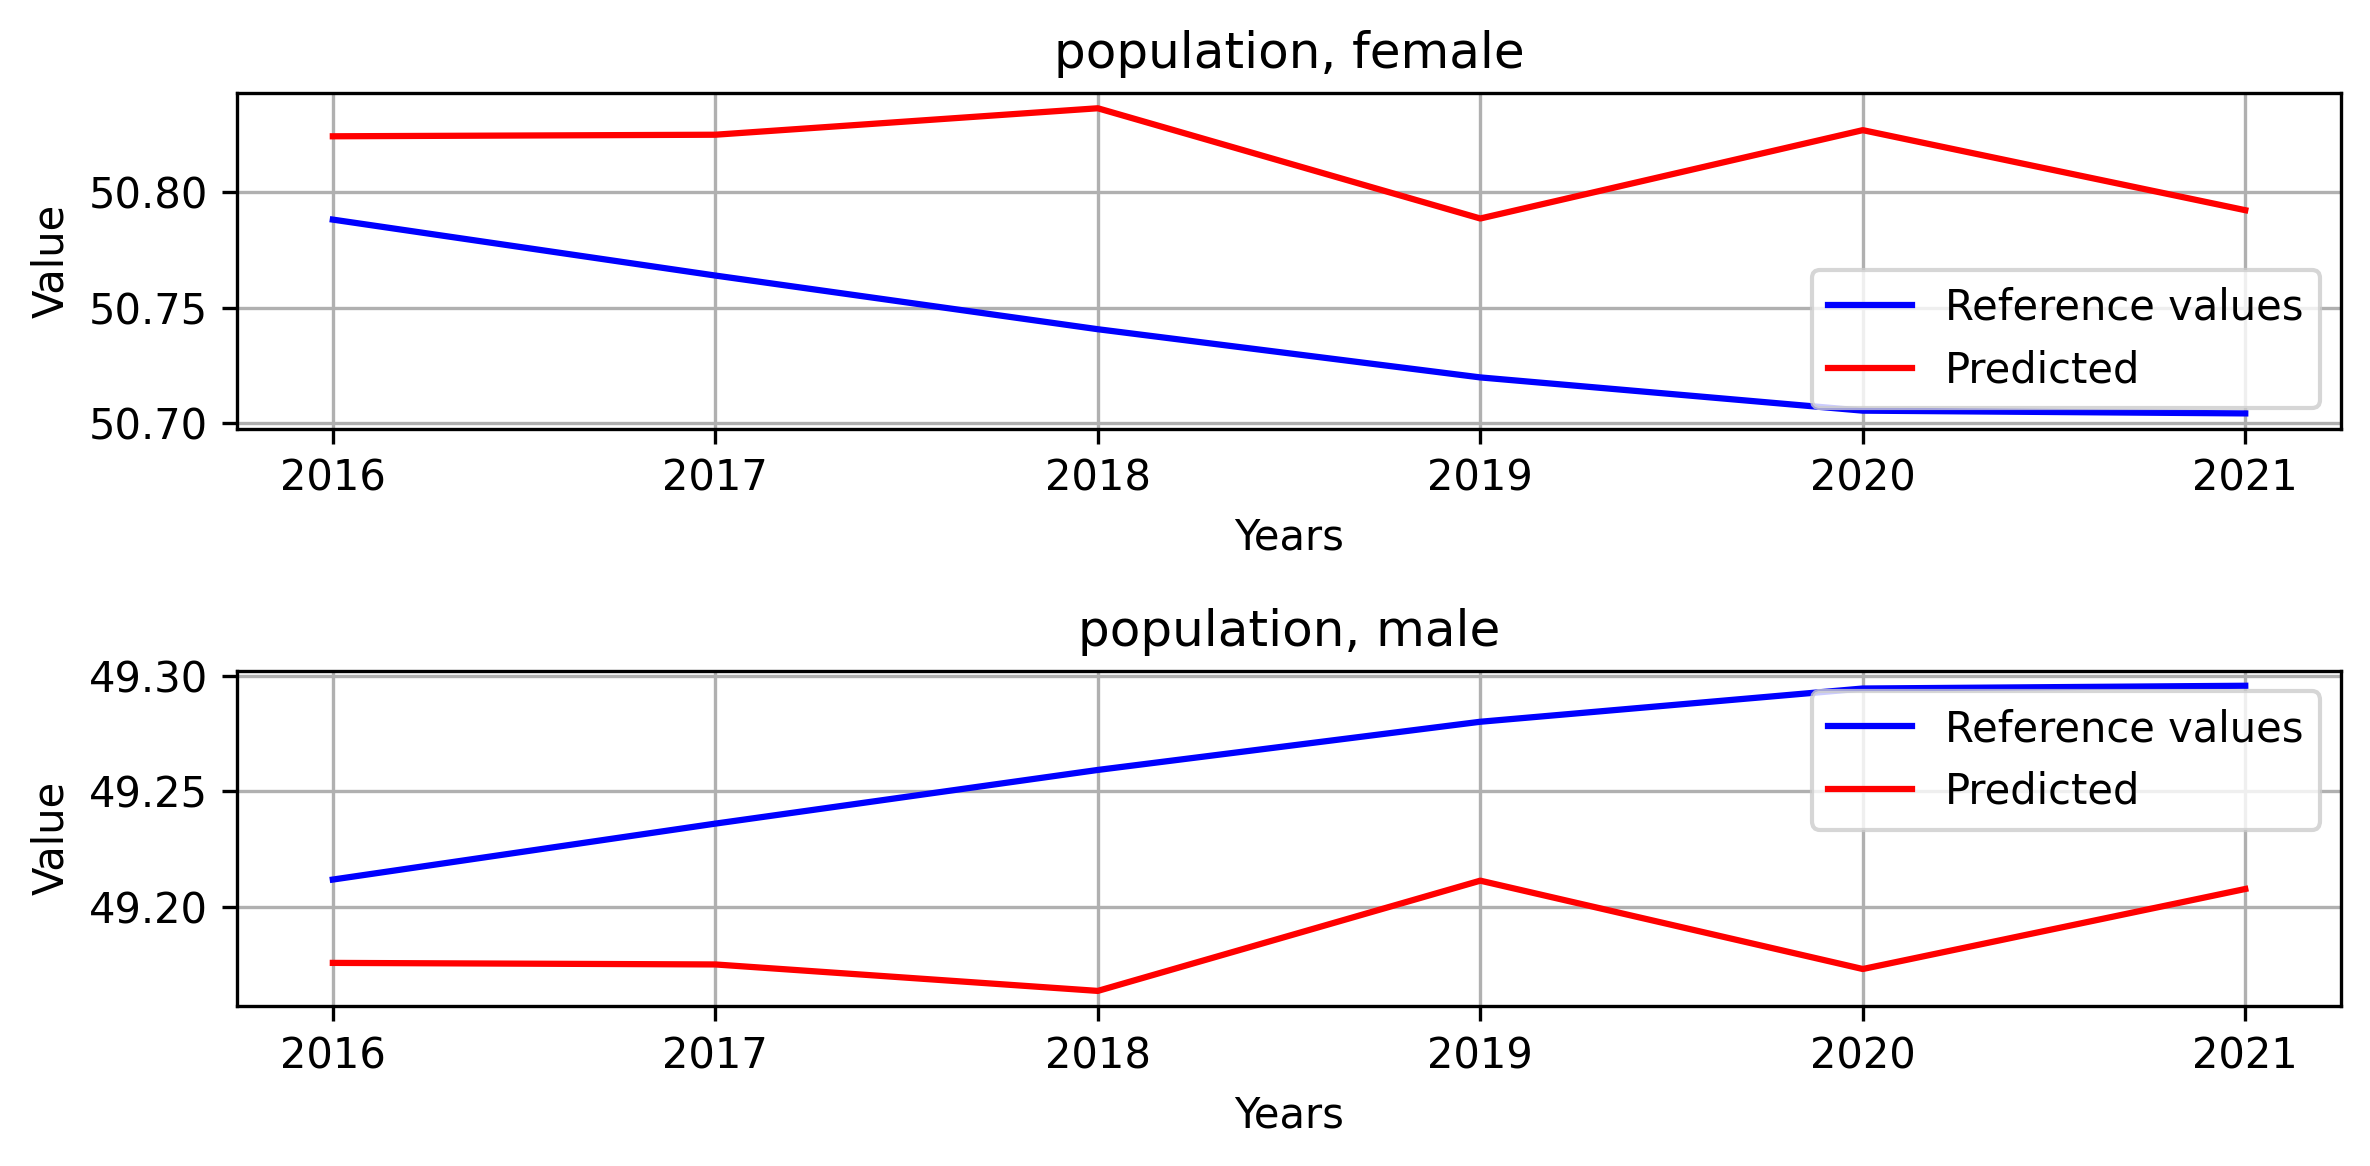 population, female
Value
50.80
50.75
50.70
Reference values
Predicted
2016 2017 2018 2019 2020 2021
Years
population, male
Value
49.30
49.25
49.20
Reference values
Predicted
2016 2017 2018 2019 2020 2021
Years